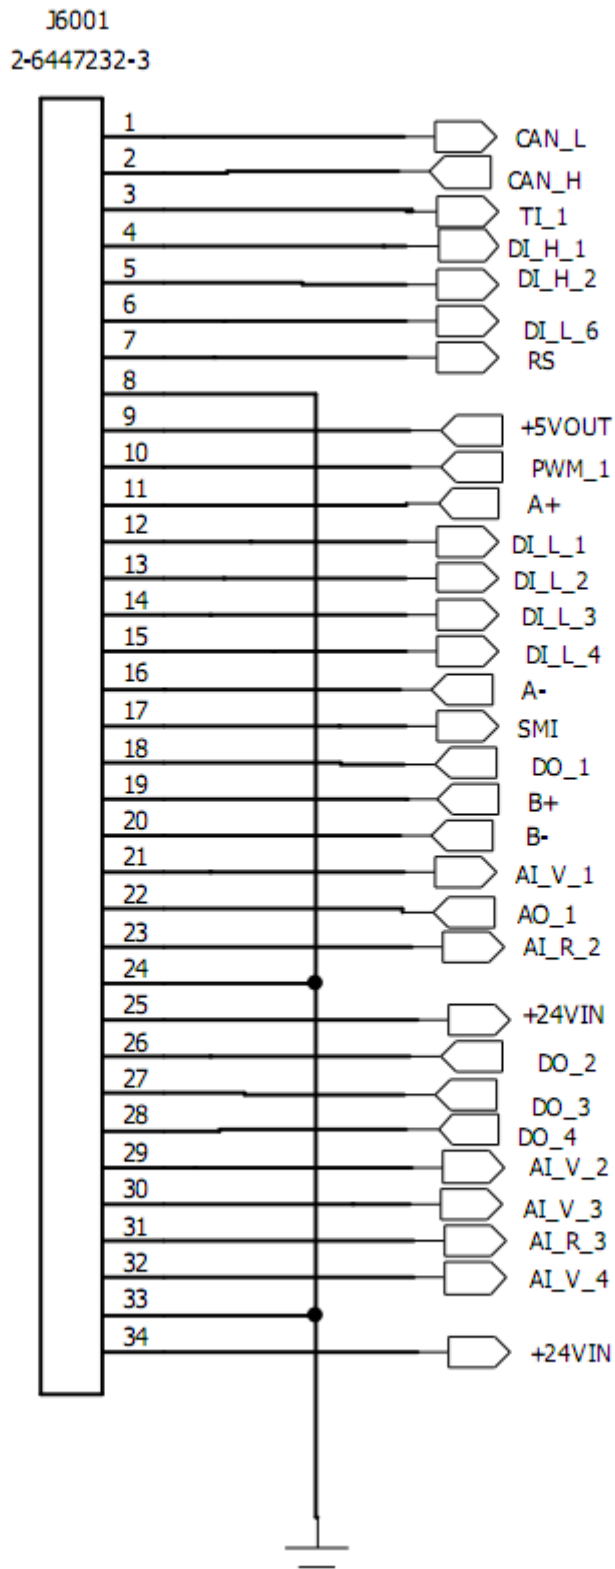 J6001
2-6447232-3
1 CAN_L
2 CAN_H
3 TI_1
4 DI_H_1
5 DI_H_2
6 DI_L_6
7 RS
8
9 +5VOUT
10 PWM_1
11 A+
12 DI_L_1
13 DI_L_2
14 DI_L_3
15 DI_L_4
16 A-
17 SMI
18 DO_1
19 B+
20 B-
21 AI_V_1
22 AO_1
23 AI_R_2
24
25 +24VIN
26 DO_2
27 DO_3
28 DO_4
29 AI_V_2
30 AI_V_3
31 AI_R_3
32 AI_V_4
33
34 +24VIN